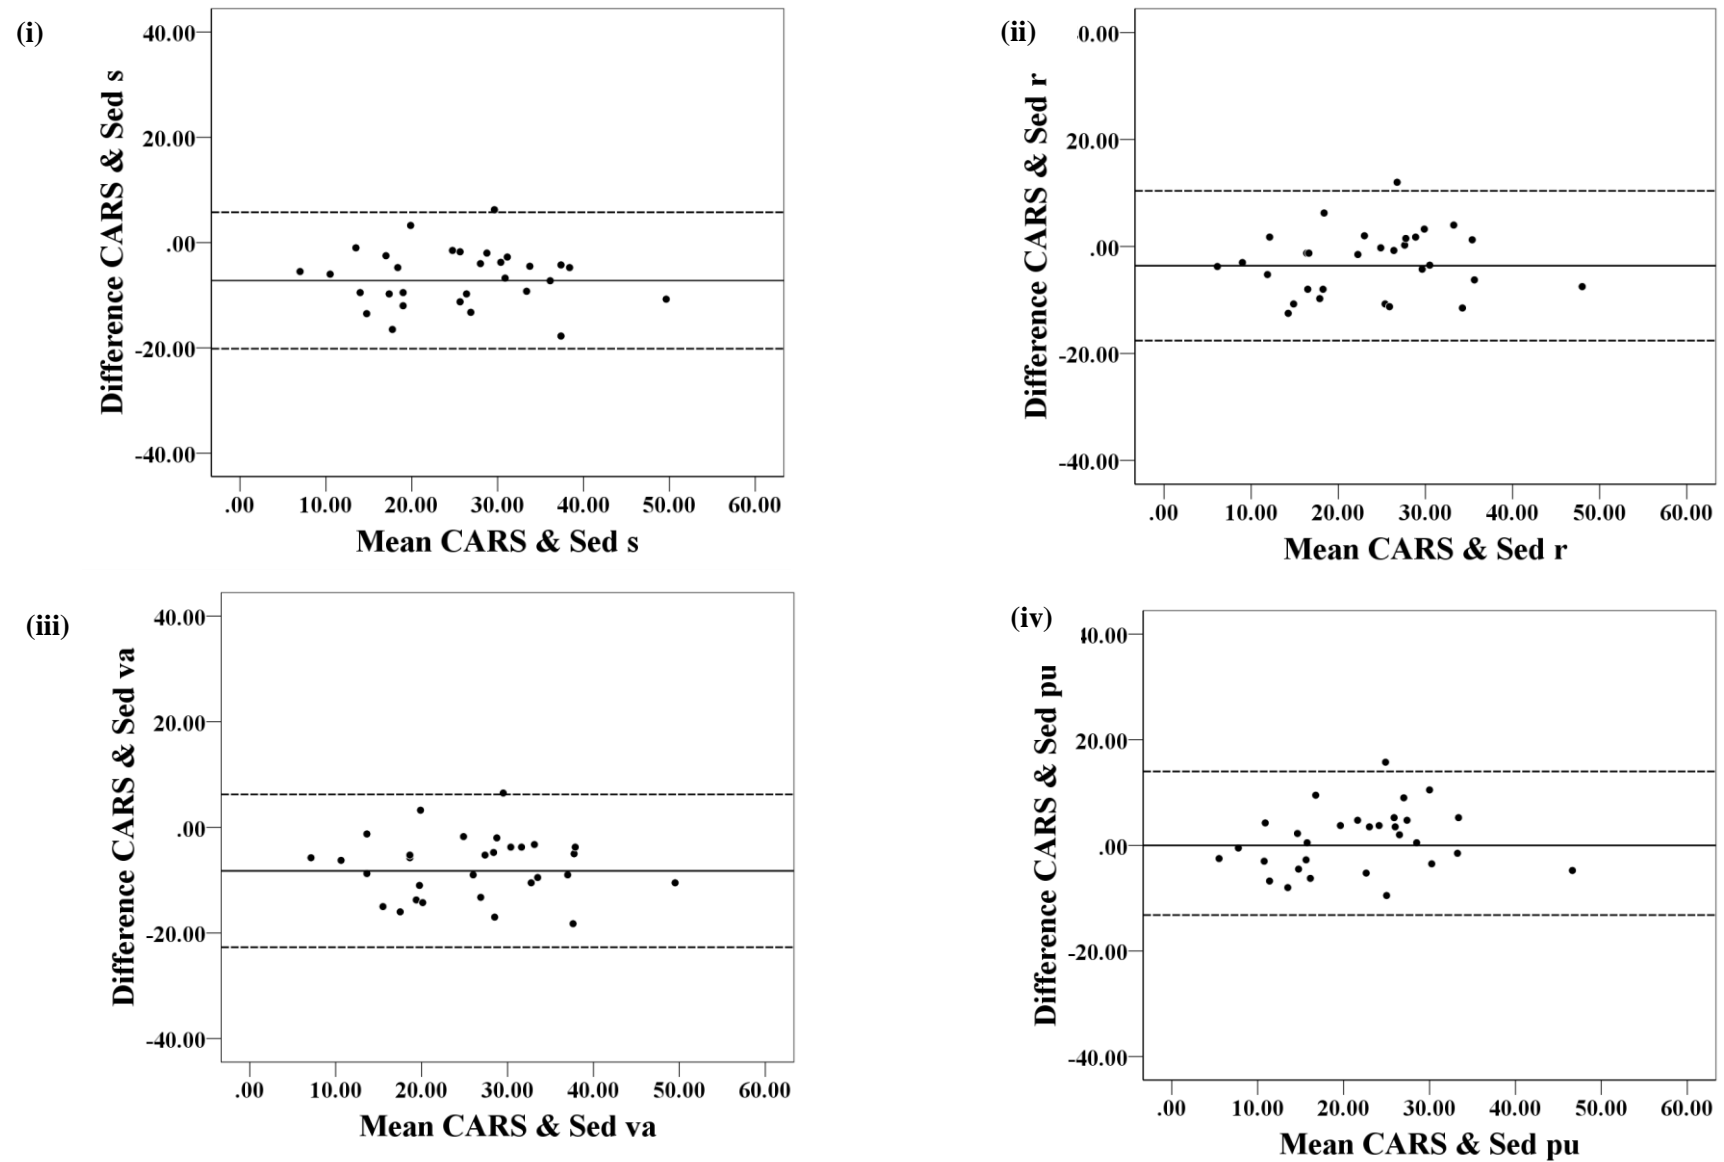 (i)
Difference CARS & Sed s
40.00
20.00
.00
-20.00
-40.00
.00 10.00 20.00 30.00 40.00 50.00 60.00
Mean CARS & Sed s
(ii)
Difference CARS & Sed r
0.00
20.00
.00
-20.00
-40.00
.00 10.00 20.00 30.00 40.00 50.00 60.00
Mean CARS & Sed r
(iii)
Difference CARS & Sed va
40.00
20.00
.00
-20.00
-40.00
.00 10.00 20.00 30.00 40.00 50.00 60.00
Mean CARS & Sed va
(iv)
Difference CARS & Sed pu
40.00
20.00
.00
-20.00
-40.00
.00 10.00 20.00 30.00 40.00 50.00 60.00
Mean CARS & Sed pu